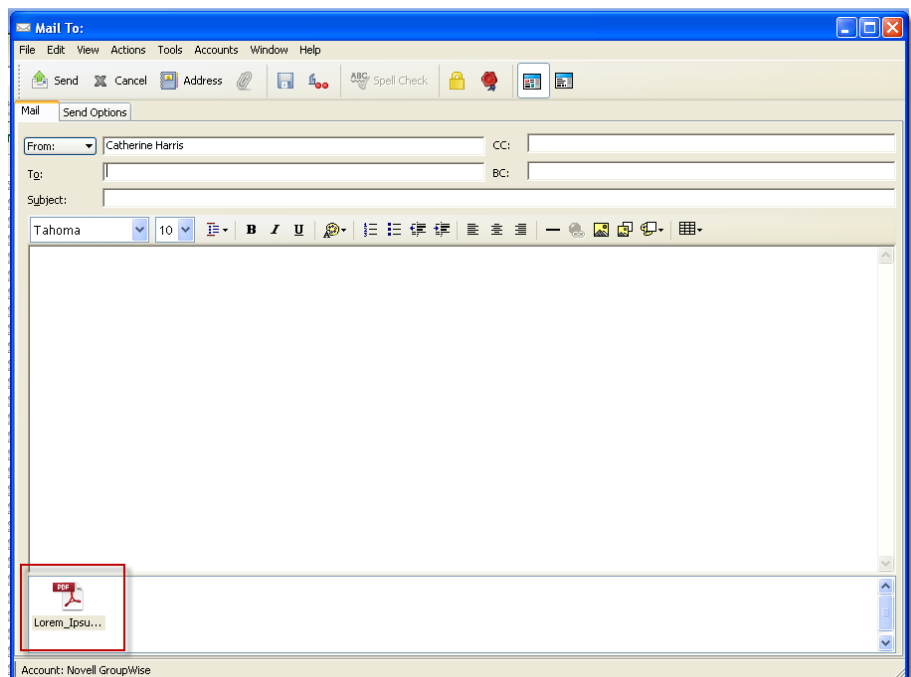 Mail To:
File Edit View Actions Tools Accounts Window Help
Send Cancel Address ABC Spell Check
Mail Send Options
From: Catherine Harris CC:
To: BC:
Subject:
Tahoma 10 B I U
PDF
Lorem_Ipsu...
Account: Novell GroupWise